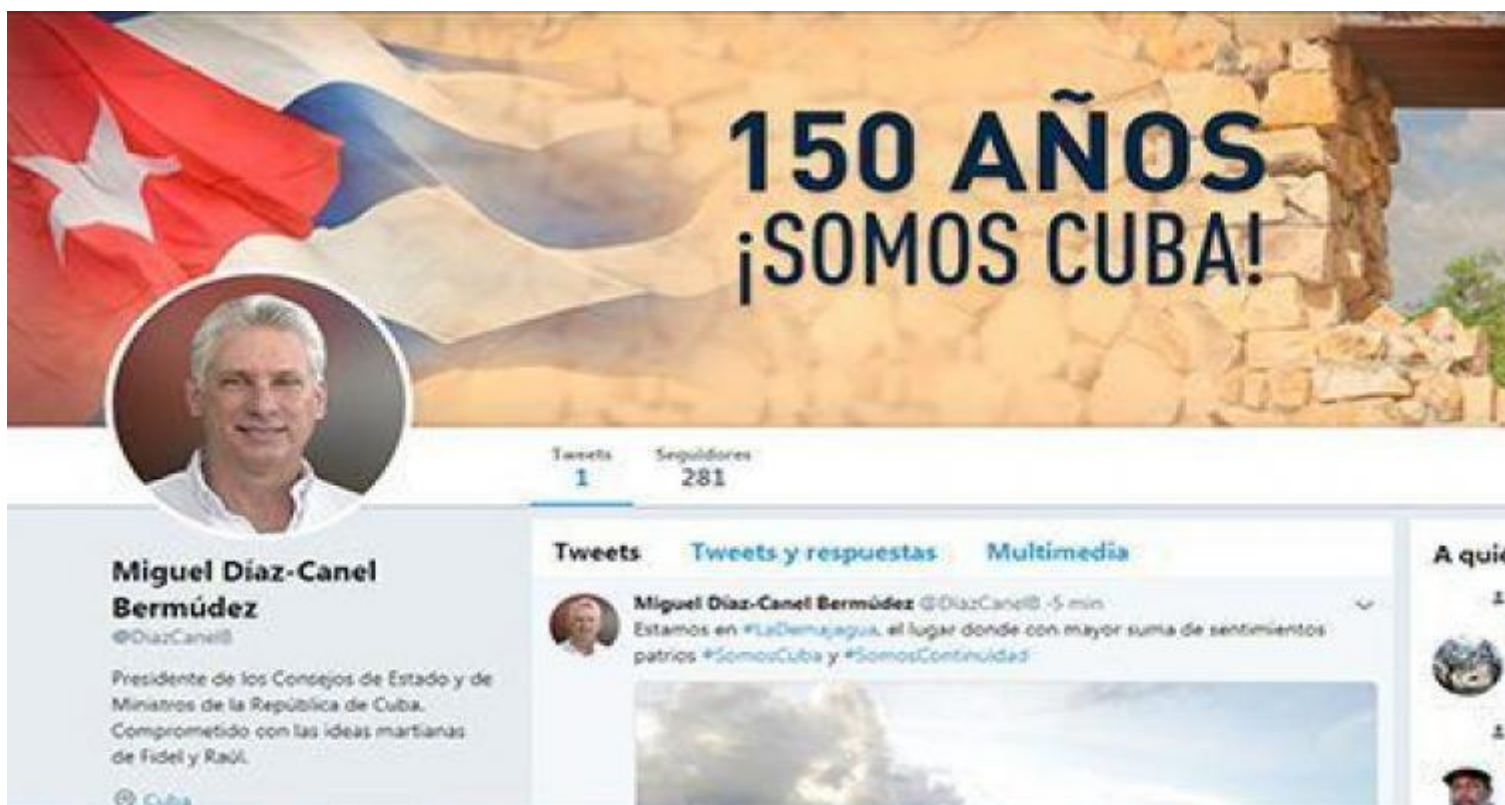 150 AÑOS
¡SOMOS CUBA!
Tweets
1
Seguidores
281
Miguel Díaz-Canel
Bermúdez
@DiazCanelB
Presidente de los Consejos de Estado y de
Ministros de la República de Cuba.
Comprometido con las ideas martianas
de Fidel y Raúl.
Cuba
Tweets Tweets y respuestas Multimedia
Miguel Díaz-Canel Bermúdez @DiazCanelB · 5 min
Estamos en #LaDemajagua, el lugar donde con mayor suma de sentimientos
patrios #SomosCuba y #SomosContinuidad
A quié